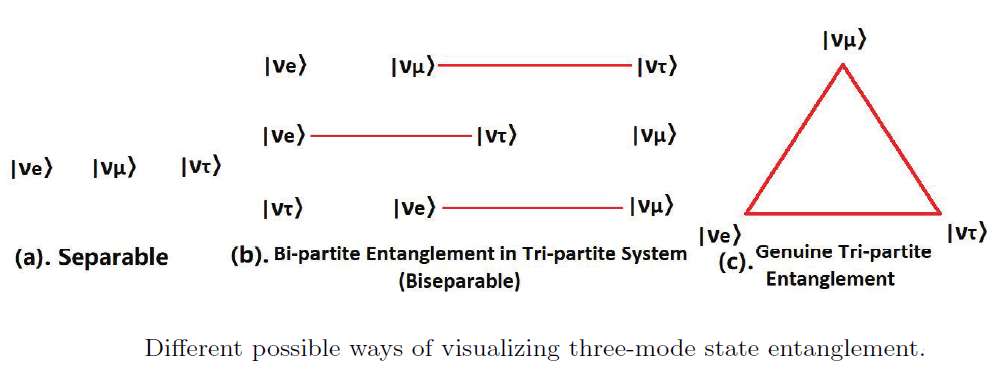 |νe⟩ |νμ⟩ |ντ⟩
(a). Separable
|νe⟩ |νμ⟩ |ντ⟩
|νe⟩ |ντ⟩ |νμ⟩
|ντ⟩ |νe⟩ |νμ⟩
(b). Bi-partite Entanglement in Tri-partite System
(Biseparable)
|νμ⟩
|νe⟩ |ντ⟩
(c). Genuine Tri-partite
Entanglement
Different possible ways of visualizing three-mode state entanglement.